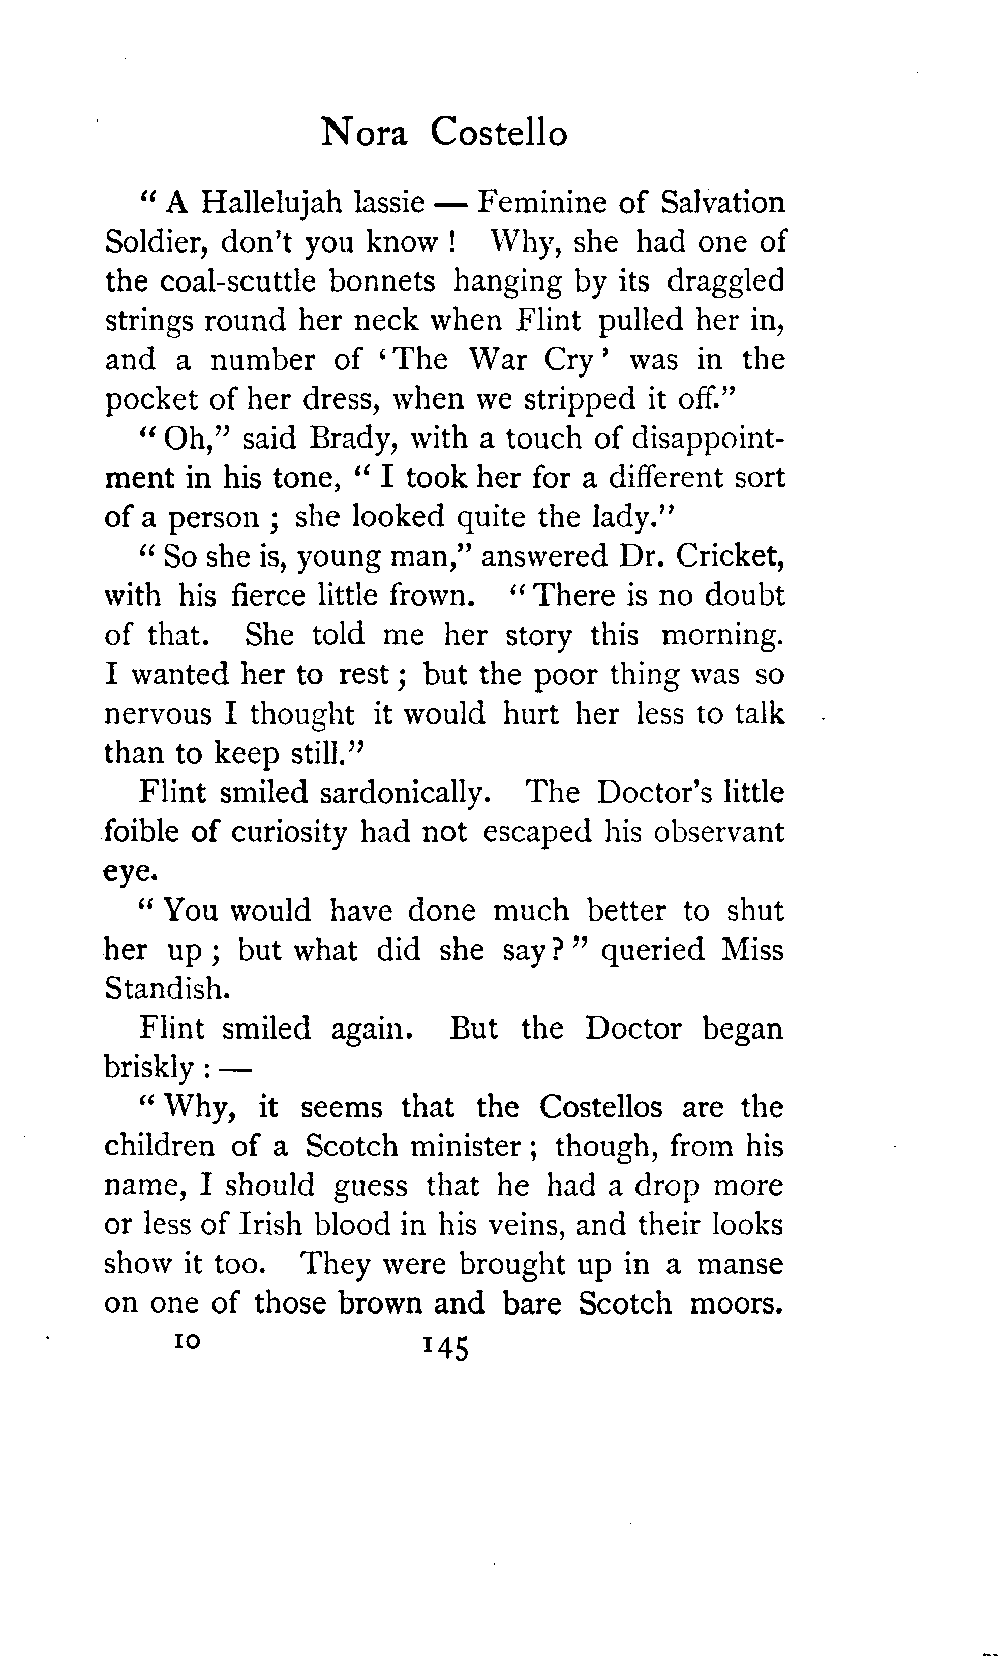 Nora Costello
“ A Hallelujah lassie — Feminine of Salvation
Soldier, don't you know ! Why, she had one of
the coal-scuttle bonnets hanging by its draggled
strings round her neck when Flint pulled her in,
and a number of ‘The War Cry’ was in the
pocket of her dress, when we stripped it off.”
“ Oh,” said Brady, with a touch of disappoint-
ment in his tone, “ I took her for a different sort
of a person ; she looked quite the lady.”
“ So she is, young man,” answered Dr. Cricket,
with his fierce little frown. “ There is no doubt
of that. She told me her story this morning.
I wanted her to rest ; but the poor thing was so
nervous I thought it would hurt her less to talk
than to keep still.”
Flint smiled sardonically. The Doctor's little
foible of curiosity had not escaped his observant
eye.
“ You would have done much better to shut
her up ; but what did she say? ” queried Miss
Standish.
Flint smiled again. But the Doctor began
briskly : —
“ Why, it seems that the Costellos are the
children of a Scotch minister ; though, from his
name, I should guess that he had a drop more
or less of Irish blood in his veins, and their looks
show it too. They were brought up in a manse
on one of those brown and bare Scotch moors.
10 145